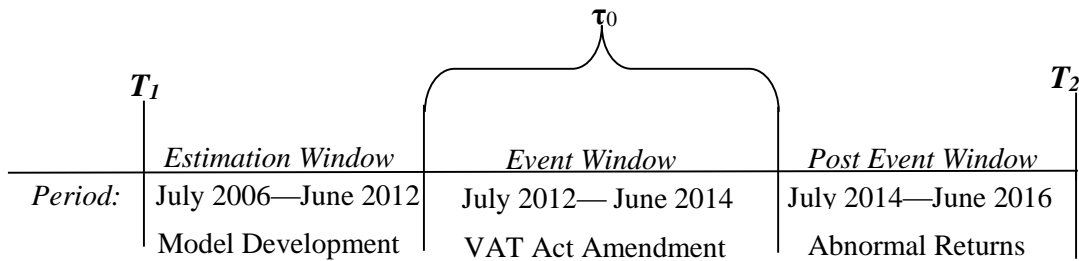 τ0
T1 T2
Estimation Window Event Window Post Event Window
Period: July 2006—June 2012 July 2012— June 2014 July 2014—June 2016
Model Development VAT Act Amendment Abnormal Returns